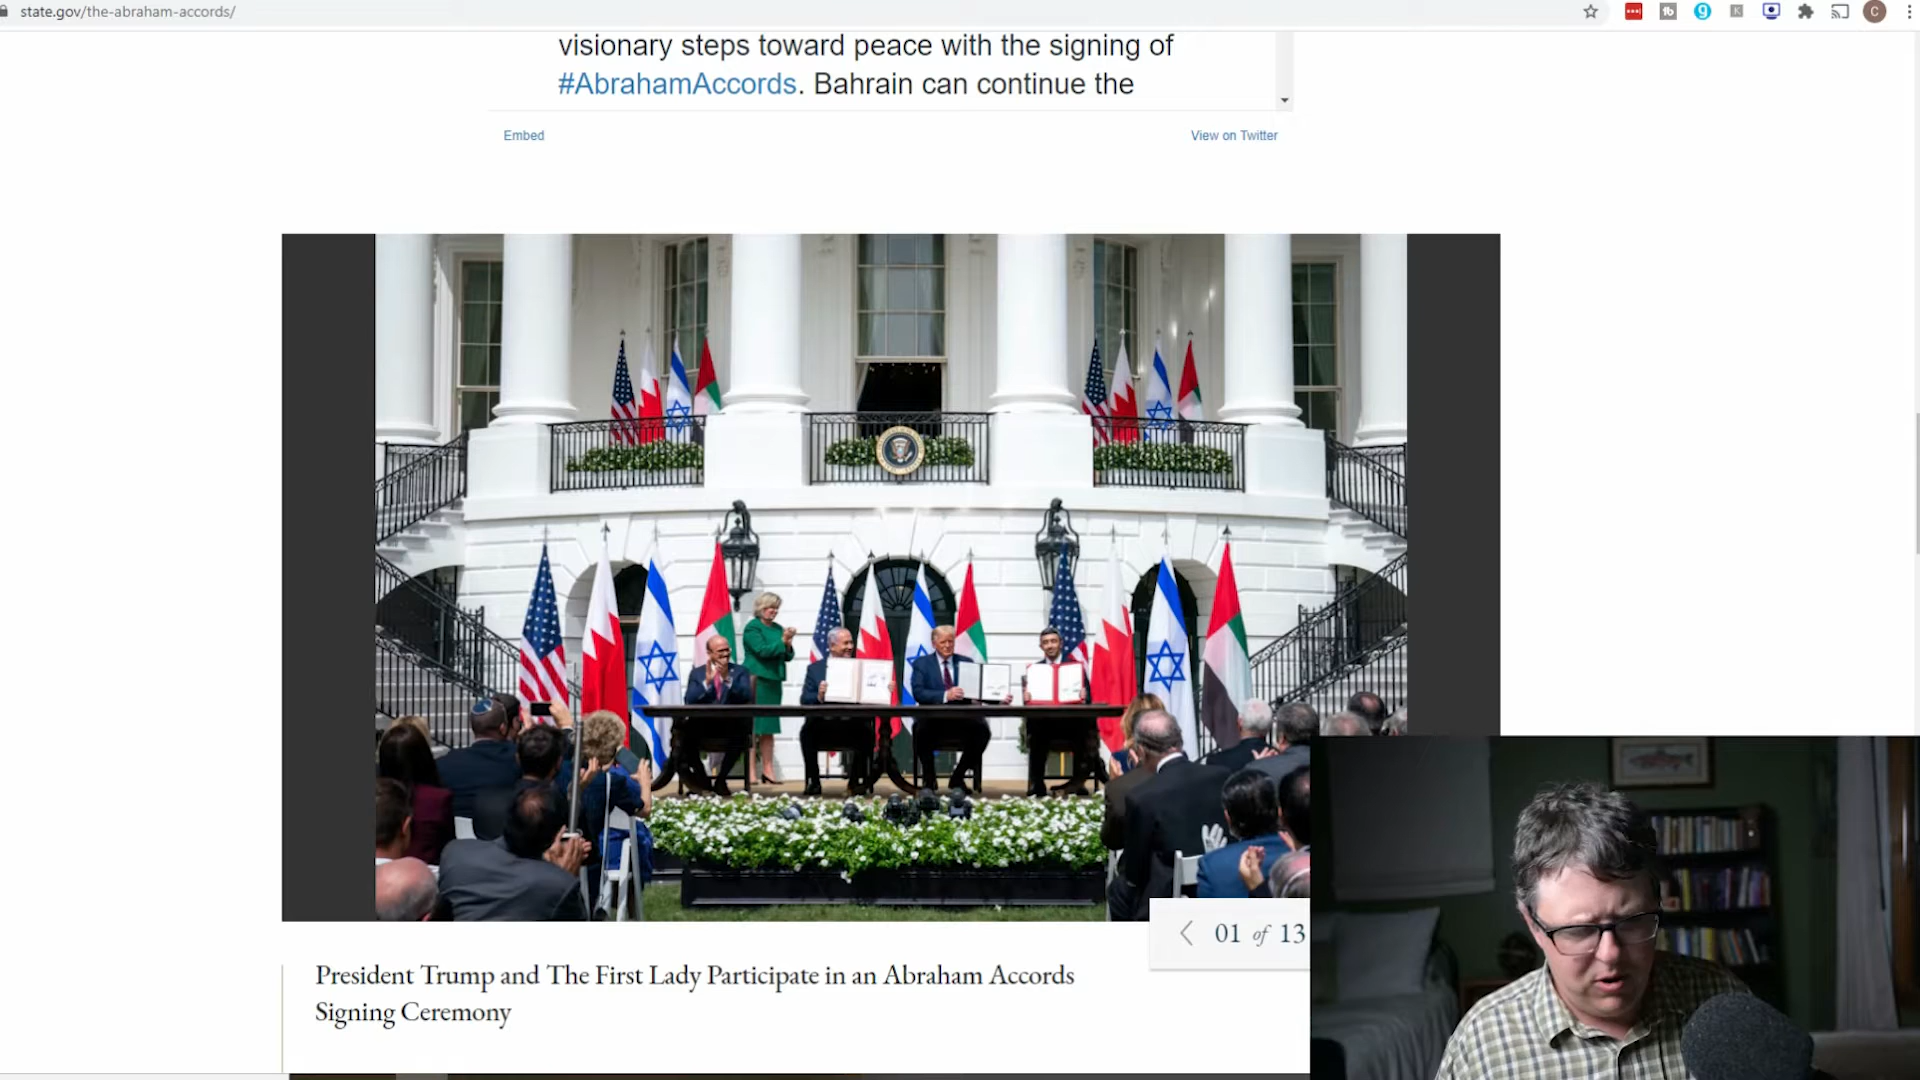 state.gov/the-abraham-accords/
visionary steps toward peace with the signing of
#AbrahamAccords. Bahrain can continue the
Embed
View on Twitter
01 of 13
President Trump and The First Lady Participate in an Abraham Accords
Signing Ceremony